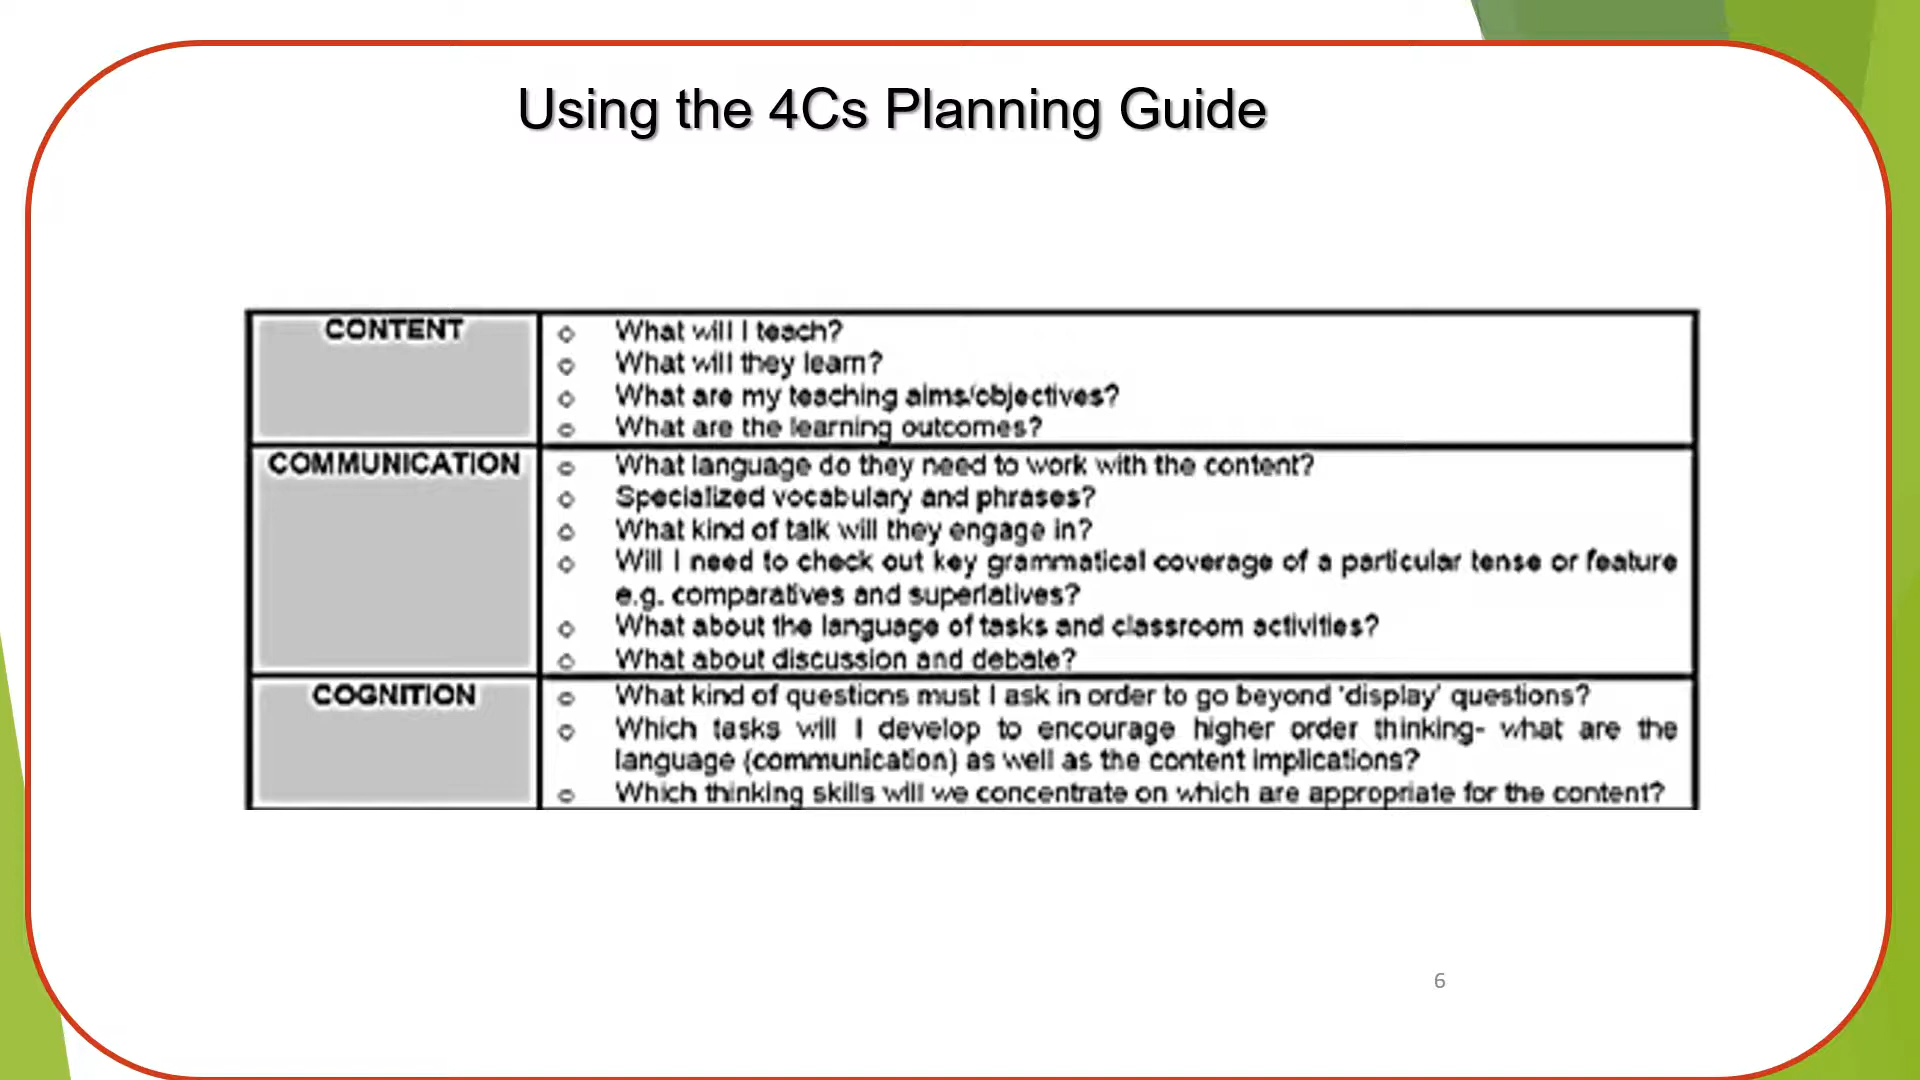 Using the 4Cs Planning Guide
CONTENT
What will I teach?
What will they learn?
What are my teaching aims/objectives?
What are the learning outcomes?
COMMUNICATION
What language do they need to work with the content?
Specialized vocabulary and phrases?
What kind of talk will they engage in?
Will I need to check out key grammatical coverage of a particular tense or feature
e.g. comparatives and superlatives?
What about the language of tasks and classroom activities?
What about discussion and debate?
COGNITION
What kind of questions must I ask in order to go beyond 'display' questions?
Which tasks will I develop to encourage higher order thinking- what are the
language (communication) as well as the content implications?
Which thinking skills will we concentrate on which are appropriate for the content?
6